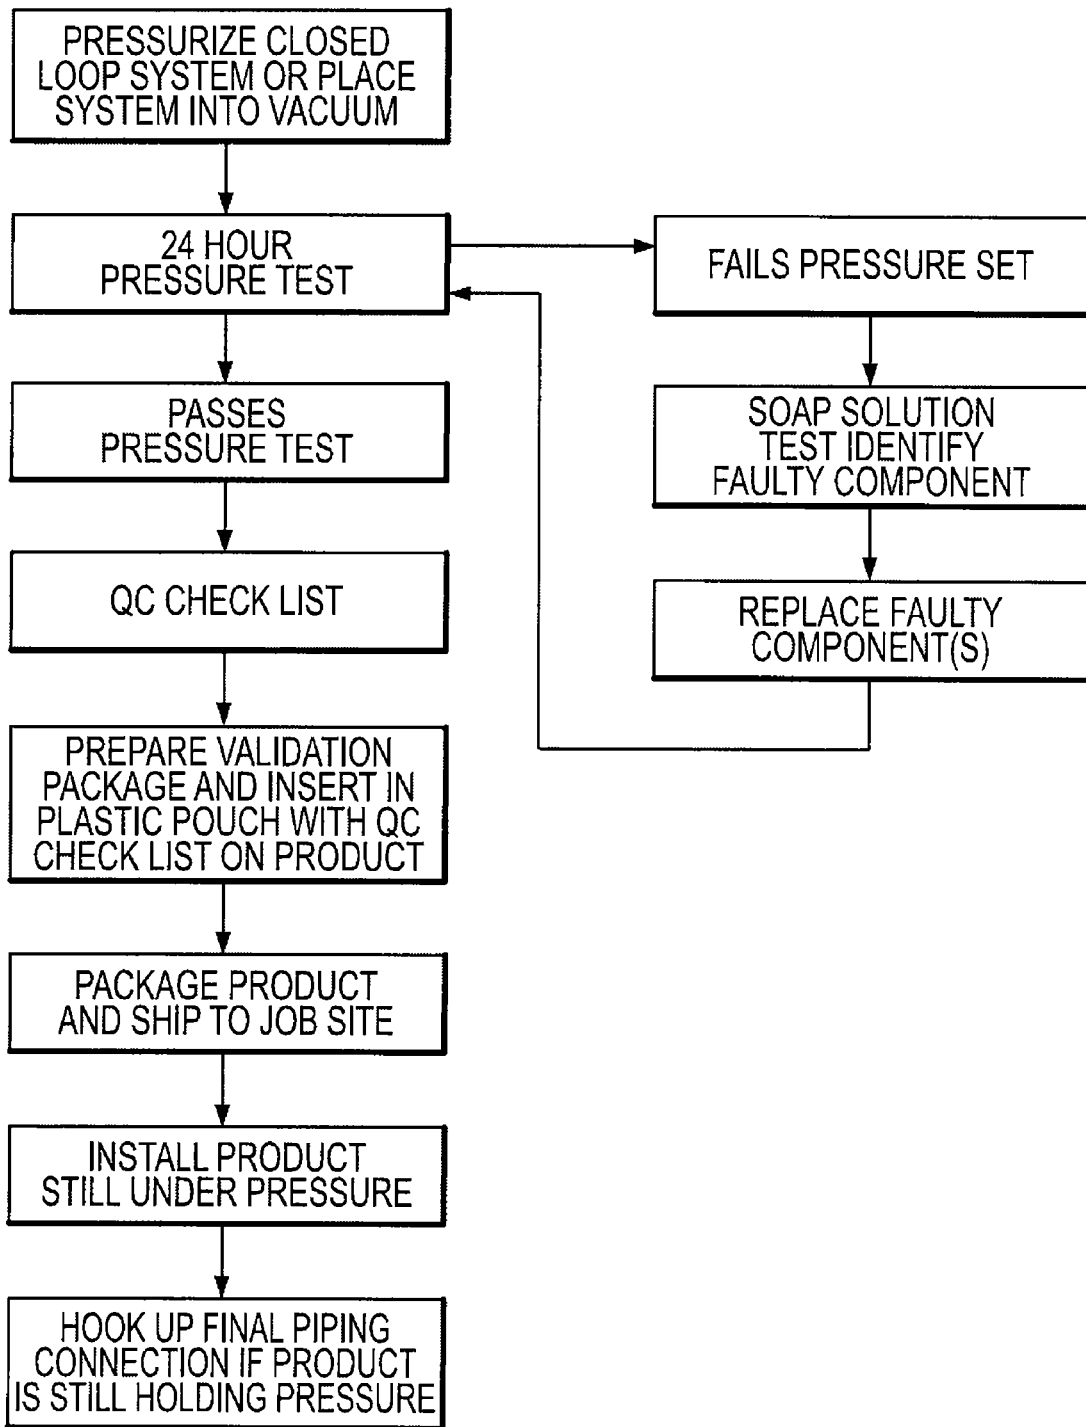 PRESSURIZE CLOSED
LOOP SYSTEM OR PLACE
SYSTEM INTO VACUUM
24 HOUR
PRESSURE TEST
PASSES
PRESSURE TEST
QC CHECK LIST
PREPARE VALIDATION
PACKAGE AND INSERT IN
PLASTIC POUCH WITH QC
CHECK LIST ON PRODUCT
PACKAGE PRODUCT
AND SHIP TO JOB SITE
INSTALL PRODUCT
STILL UNDER PRESSURE
HOOK UP FINAL PIPING
CONNECTION IF PRODUCT
IS STILL HOLDING PRESSURE
FAILS PRESSURE SET
SOAP SOLUTION
TEST IDENTIFY
FAULTY COMPONENT
REPLACE FAULTY
COMPONENT(S)